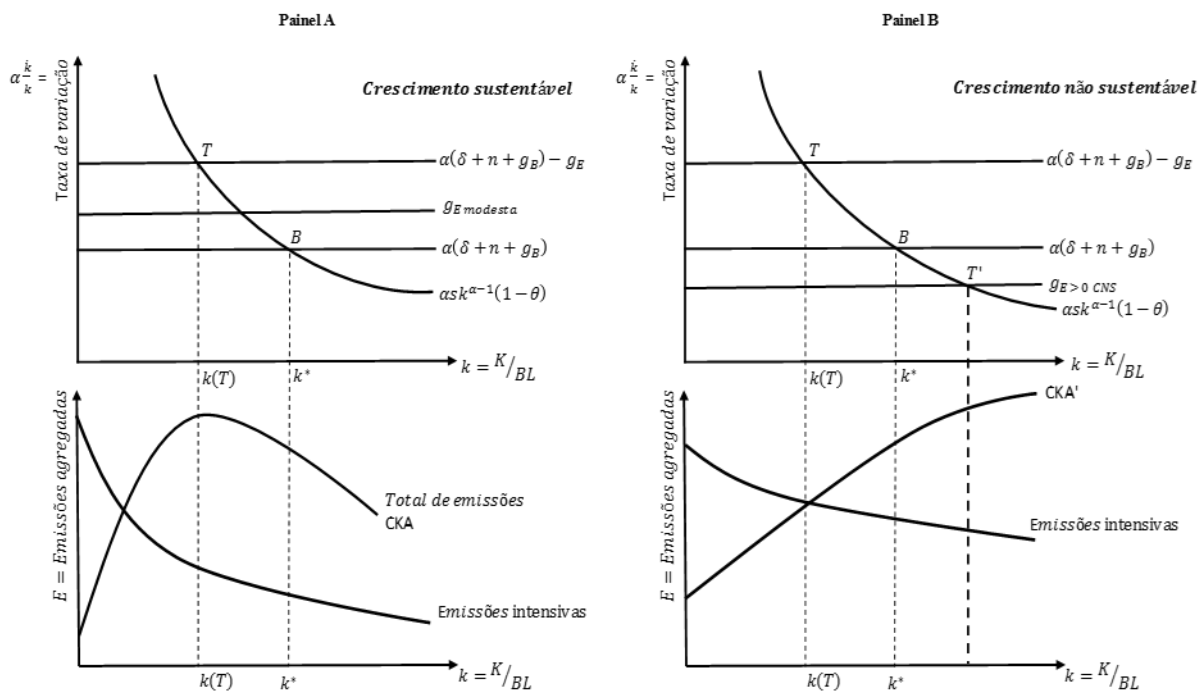 Painel A
α k̇/k =
Taxa de variação
Crescimento sustentável
T
α(δ + n + g_B) − g_E
g_E modesta
B
α(δ + n + g_B)
αsk^{α−1}(1 − θ)
k(T)
k*
k = K/BL
E = Emissões agregadas
Total de emissões
CKA
Emissões intensivas
k(T)
k*
k = K/BL
Painel B
α k̇/k =
Taxa de variação
Crescimento não sustentável
T
α(δ + n + g_B) − g_E
B
α(δ + n + g_B)
T'
g_E>0 CNS
αsk^{α−1}(1 − θ)
k(T)
k*
k = K/BL
CKA'
E = Emissões agregadas
Emissões intensivas
k(T)
k*
k = K/BL